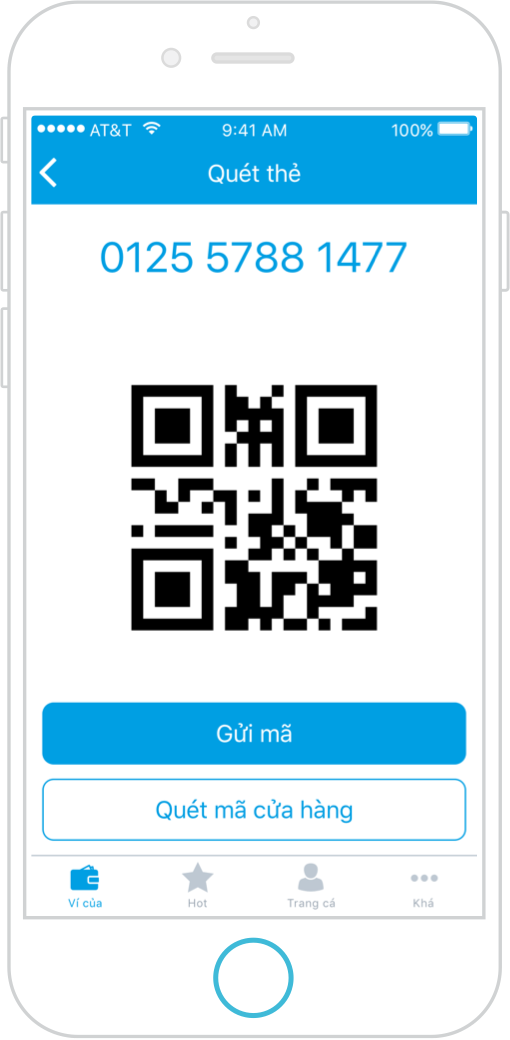 AT&T 9:41 AM 100%
Quét thẻ
0125 5788 1477
Gửi mã
Quét mã cửa hàng
Ví của Hot Trang cá Khá